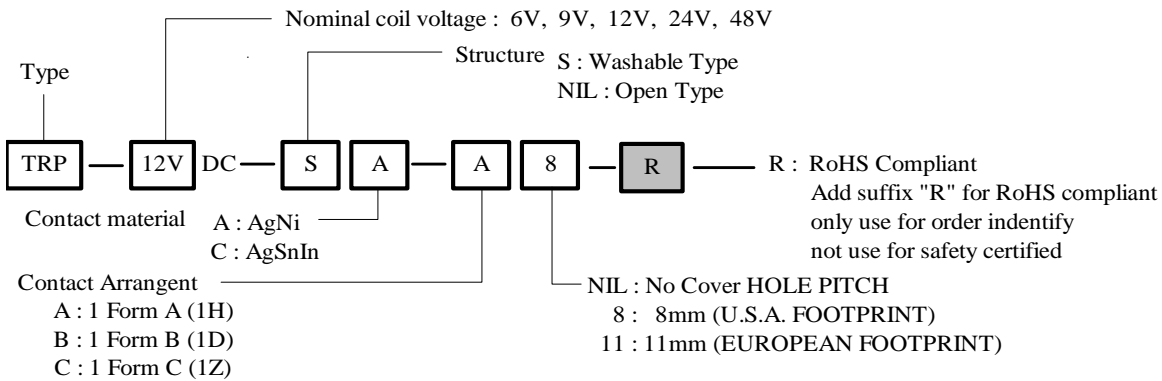 Nominal coil voltage : 6V, 9V, 12V, 24V, 48V
Structure S : Washable Type
NIL : Open Type
Type
TRP — 12V DC — S A — A 8 — R — R : RoHS Compliant
Add suffix "R" for RoHS compliant
only use for order indentify
not use for safety certified
Contact material A : AgNi
C : AgSnIn
Contact Arrangent
A : 1 Form A (1H)
B : 1 Form B (1D)
C : 1 Form C (1Z)
NIL : No Cover HOLE PITCH
8 : 8mm (U.S.A. FOOTPRINT)
11 : 11mm (EUROPEAN FOOTPRINT)